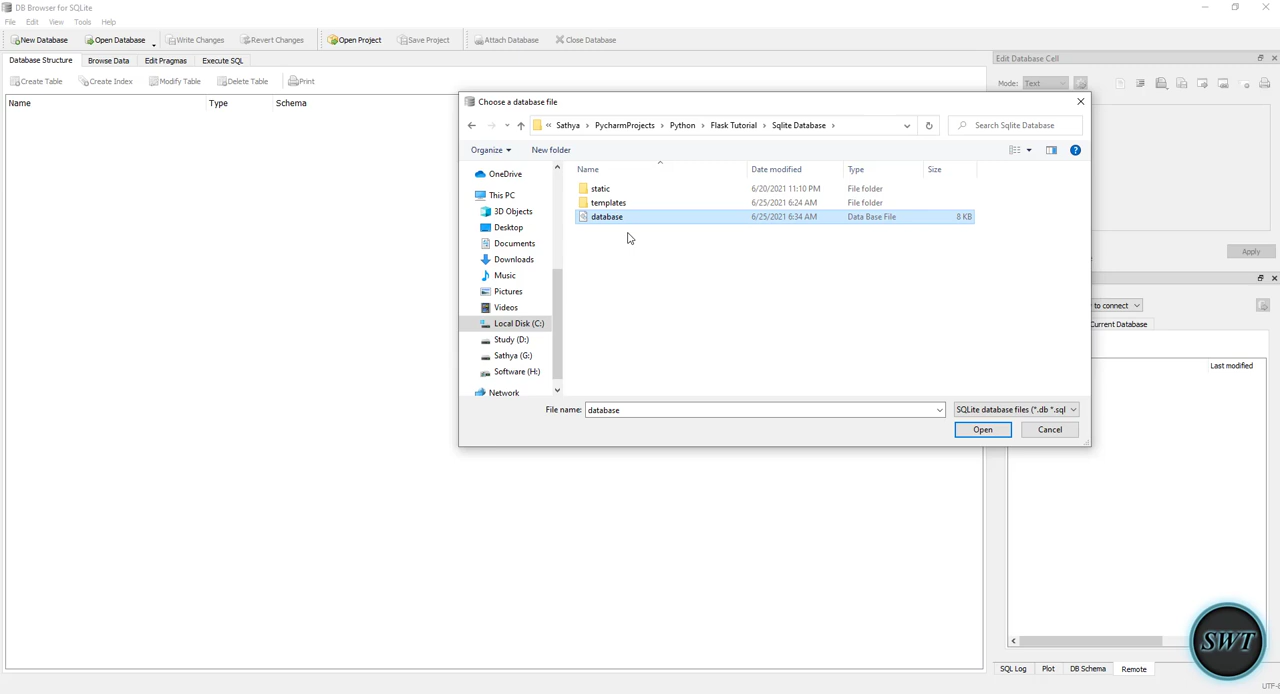 DB Browser for SQLite
File Edit View Tools Help
New Database Open Database Write Changes Revert Changes Open Project Save Project Attach Database Close Database
Database Structure Browse Data Edit Pragmas Execute SQL
Create Table Create Index Modify Table Delete Table Print
Name Type Schema
Edit Database Cell
Mode: Text
Apply
Choose a database file
« Sathya › PycharmProjects › Python › Flask Tutorial › Sqlite Database ›
Search Sqlite Database
Organize New folder
OneDrive
This PC
3D Objects
Desktop
Documents
Downloads
Music
Pictures
Videos
Local Disk (C:)
Study (D:)
Sathya (G:)
Software (H:)
Network
Name Date modified Type Size
static 6/20/2021 11:10 PM File folder
templates 6/25/2021 6:24 AM File folder
database 6/25/2021 6:34 AM Data Base File 8 KB
File name: database
SQLite database files (*.db *.sql
Open Cancel
to connect
Current Database
Last modified
SQL Log Plot DB Schema Remote
UTF-8
SWT